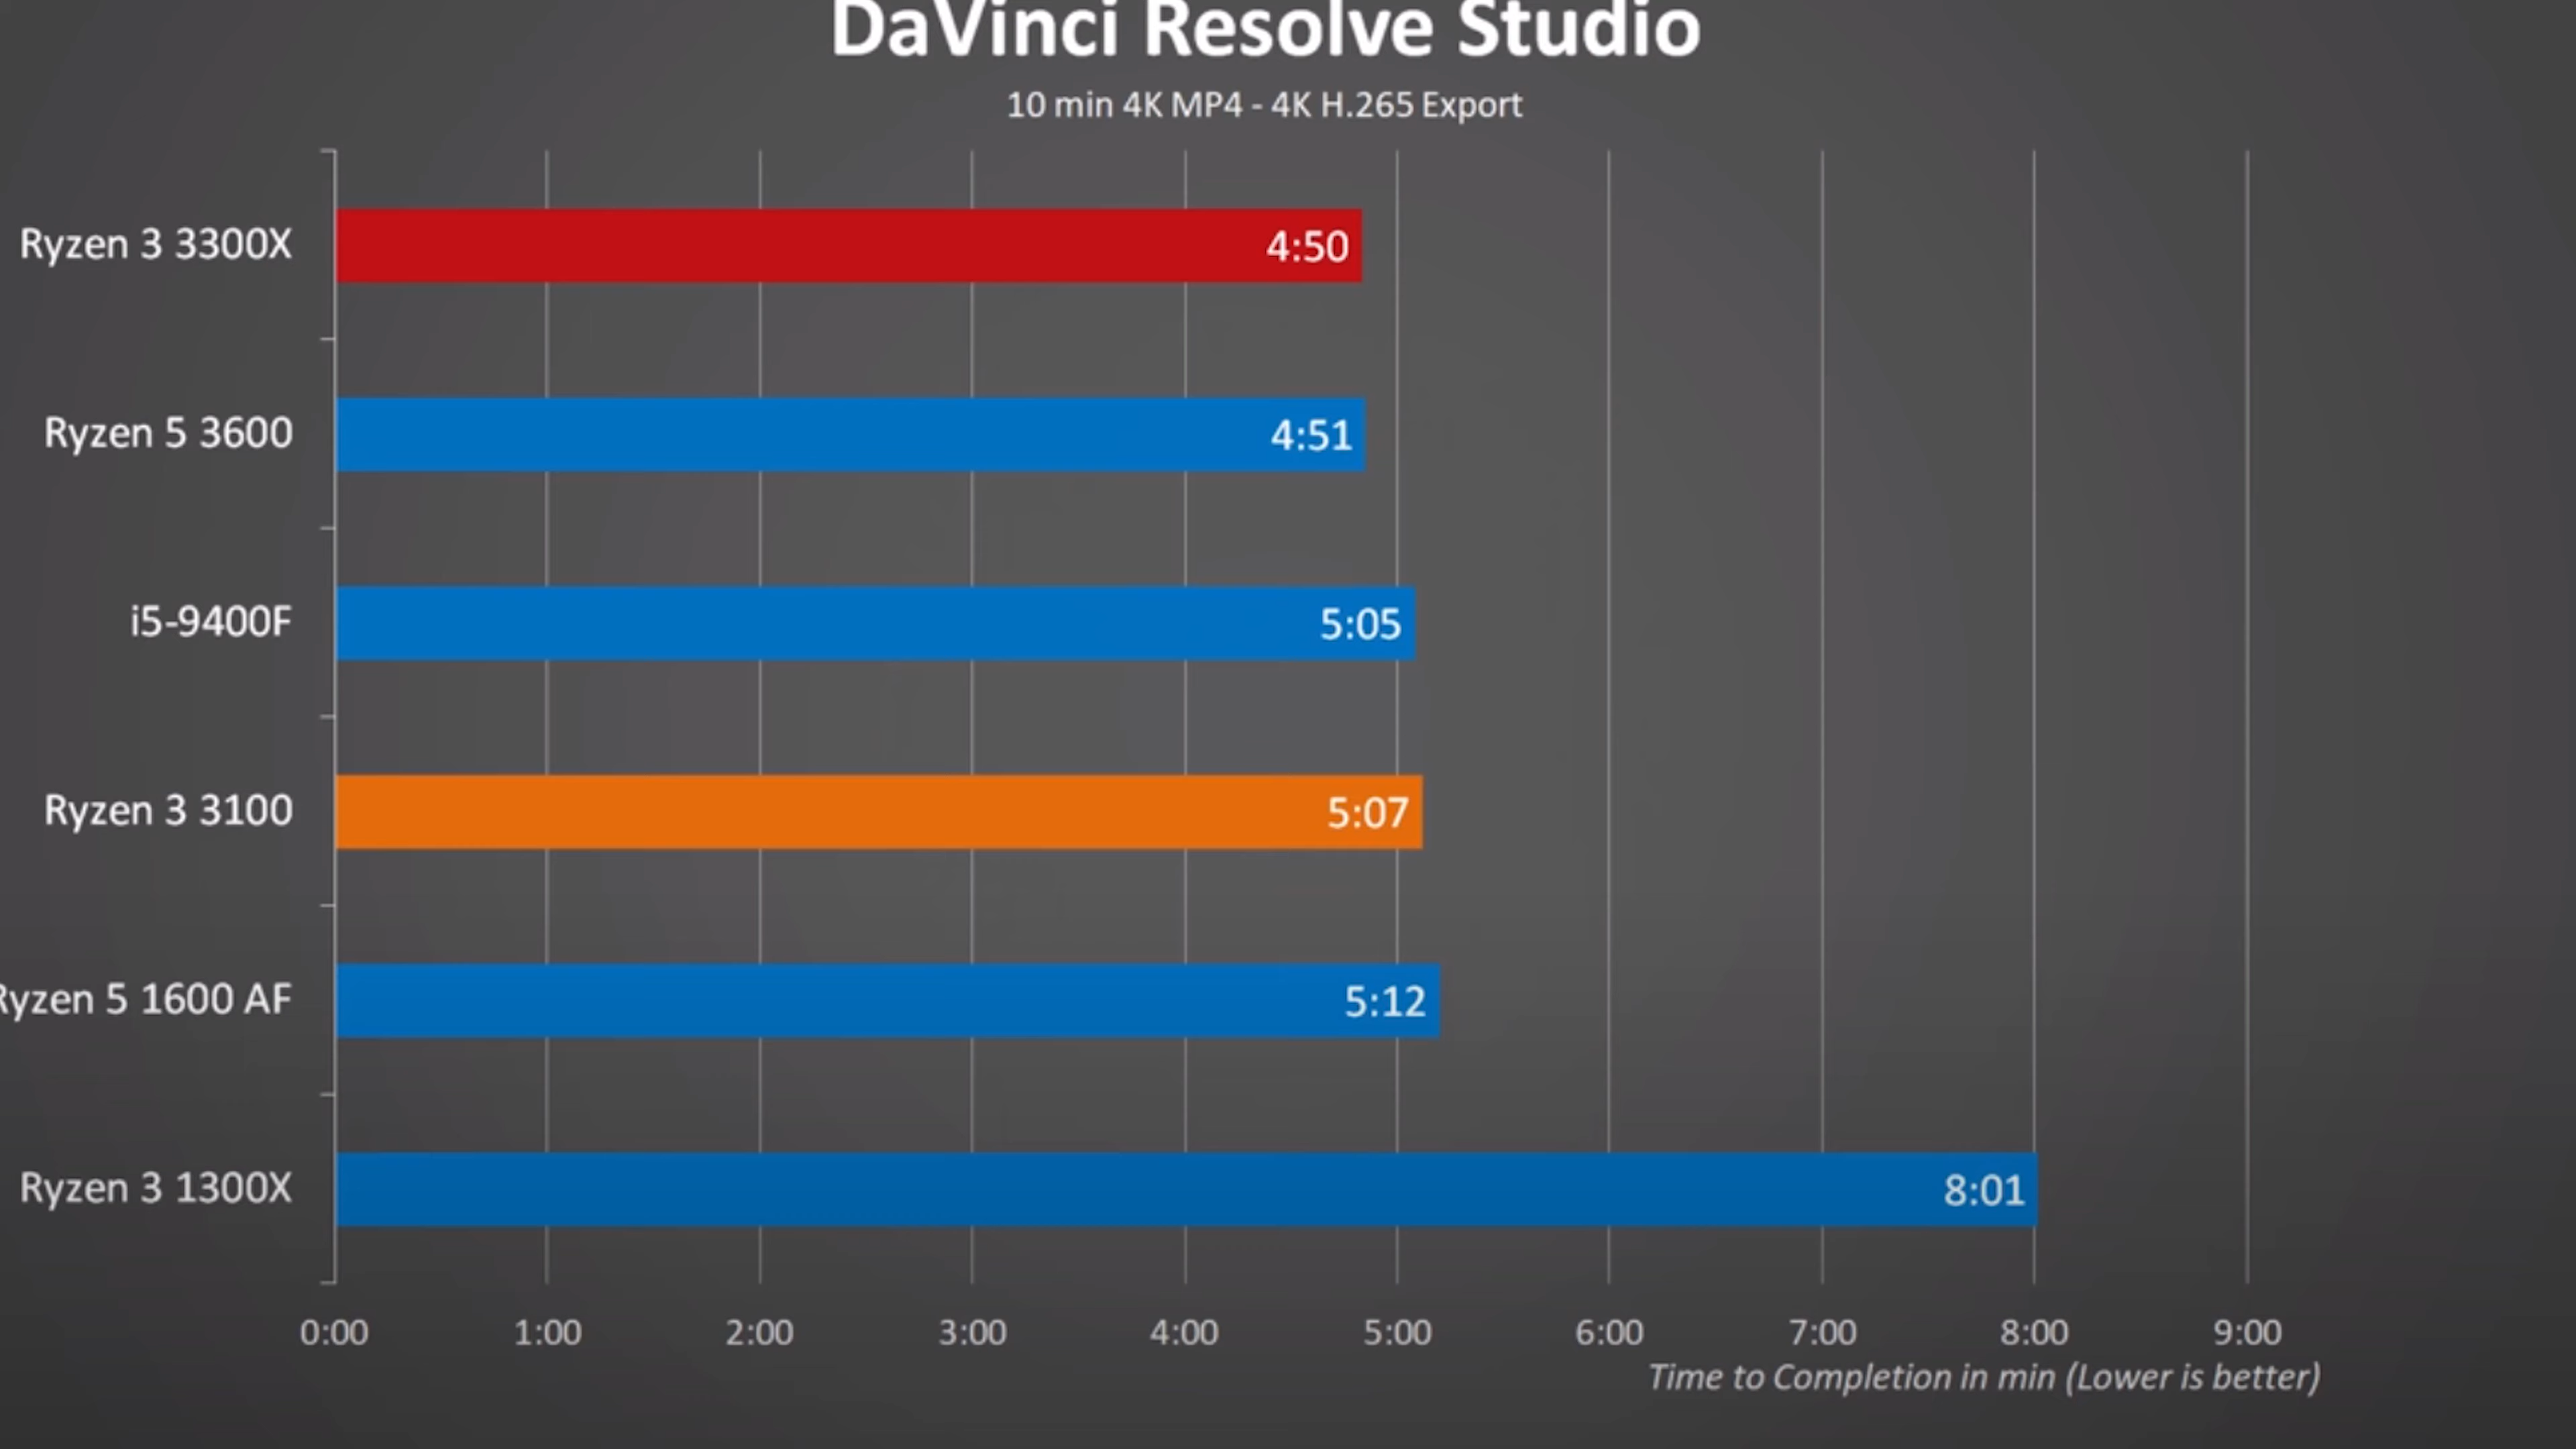 DaVinci Resolve Studio
10 min 4K MP4 - 4K H.265 Export
Ryzen 3 3300X 4:50
Ryzen 5 3600 4:51
i5-9400F 5:05
Ryzen 3 3100 5:07
Ryzen 5 1600 AF 5:12
Ryzen 3 1300X 8:01
0:00 1:00 2:00 3:00 4:00 5:00 6:00 7:00 8:00 9:00
Time to Completion in min (Lower is better)